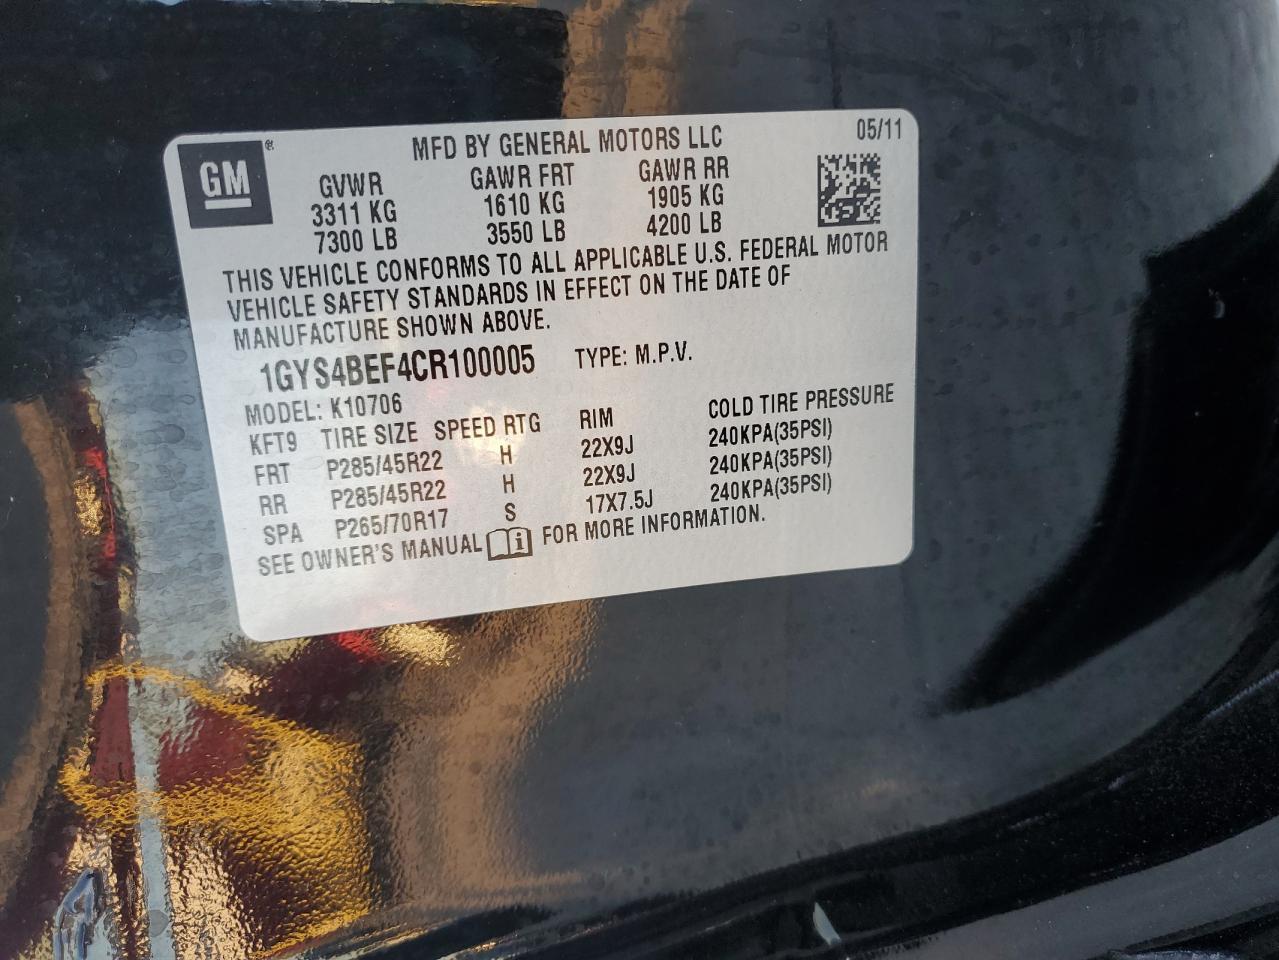 GM ®
MFD BY GENERAL MOTORS LLC 05/11
GVWR GAWR FRT GAWR RR
3311 KG 1610 KG 1905 KG
7300 LB 3550 LB 4200 LB
THIS VEHICLE CONFORMS TO ALL APPLICABLE U.S. FEDERAL MOTOR
VEHICLE SAFETY STANDARDS IN EFFECT ON THE DATE OF
MANUFACTURE SHOWN ABOVE.
1GYS4BEF4CR100005 TYPE: M.P.V.
MODEL: K10706
KFT9 TIRE SIZE SPEED RTG RIM COLD TIRE PRESSURE
FRT P285/45R22 H 22X9J 240KPA(35PSI)
RR P285/45R22 H 22X9J 240KPA(35PSI)
SPA P265/70R17 S 17X7.5J 240KPA(35PSI)
SEE OWNER'S MANUAL i FOR MORE INFORMATION.